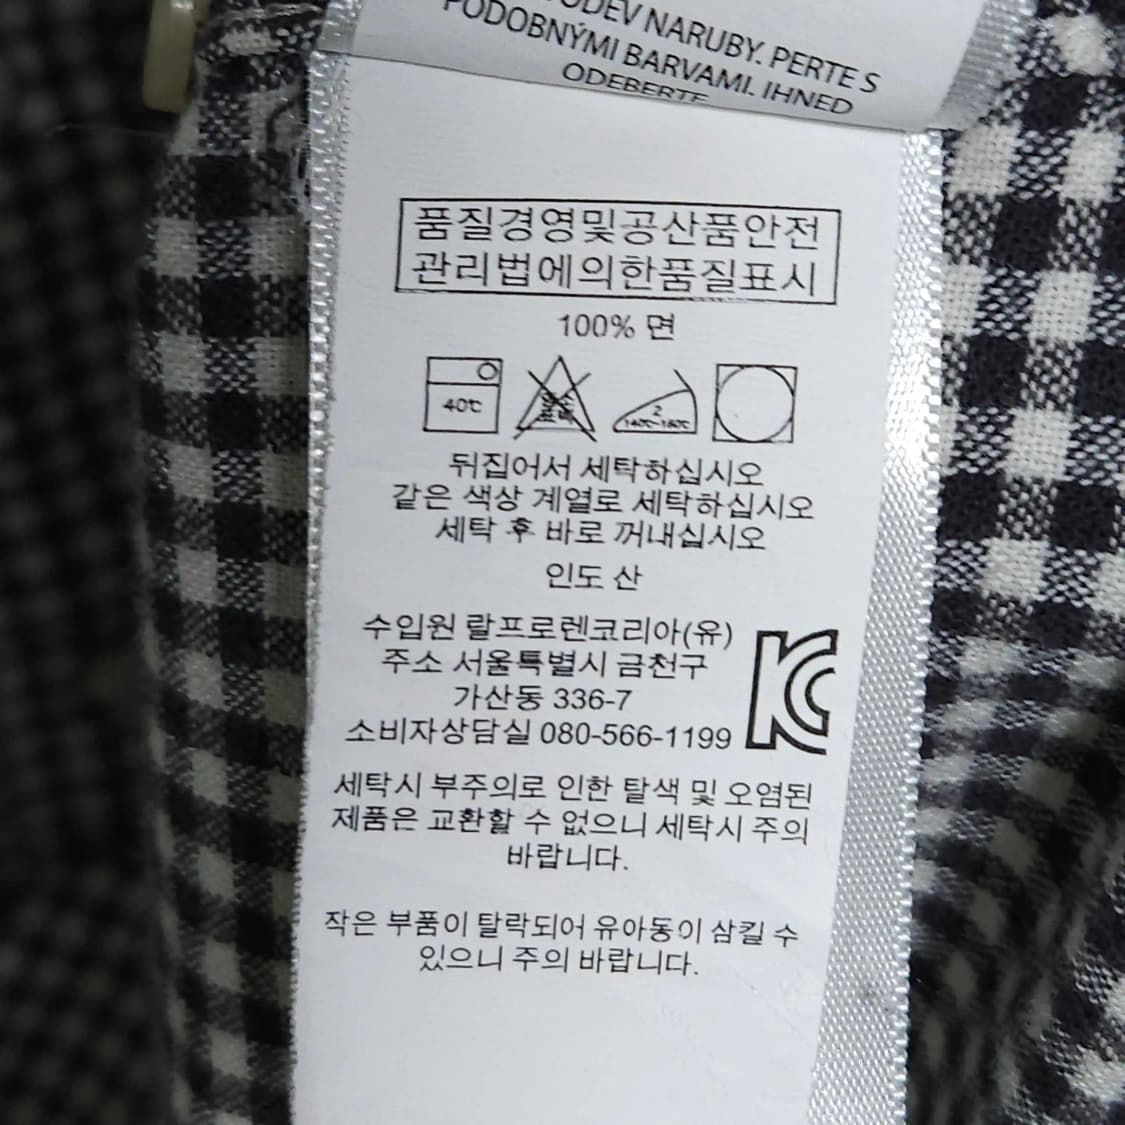 ODĚV NARUBY. PERTE S
PODOBNÝMI BARVAMI. IHNED
ODEBERTE
품질경영및공산품안전
관리법에의한품질표시
100% 면
40℃
2
140℃~160℃
뒤집어서 세탁하십시오
같은 색상 계열로 세탁하십시오
세탁 후 바로 꺼내십시오
인도 산
수입원 랄프로렌코리아(유)
주소 서울특별시 금천구
가산동 336-7
소비자상담실 080-566-1199
세탁시 부주의로 인한 탈색 및 오염된
제품은 교환할 수 없으니 세탁시 주의
바랍니다.
작은 부품이 탈락되어 유아동이 삼킬 수
있으니 주의 바랍니다.